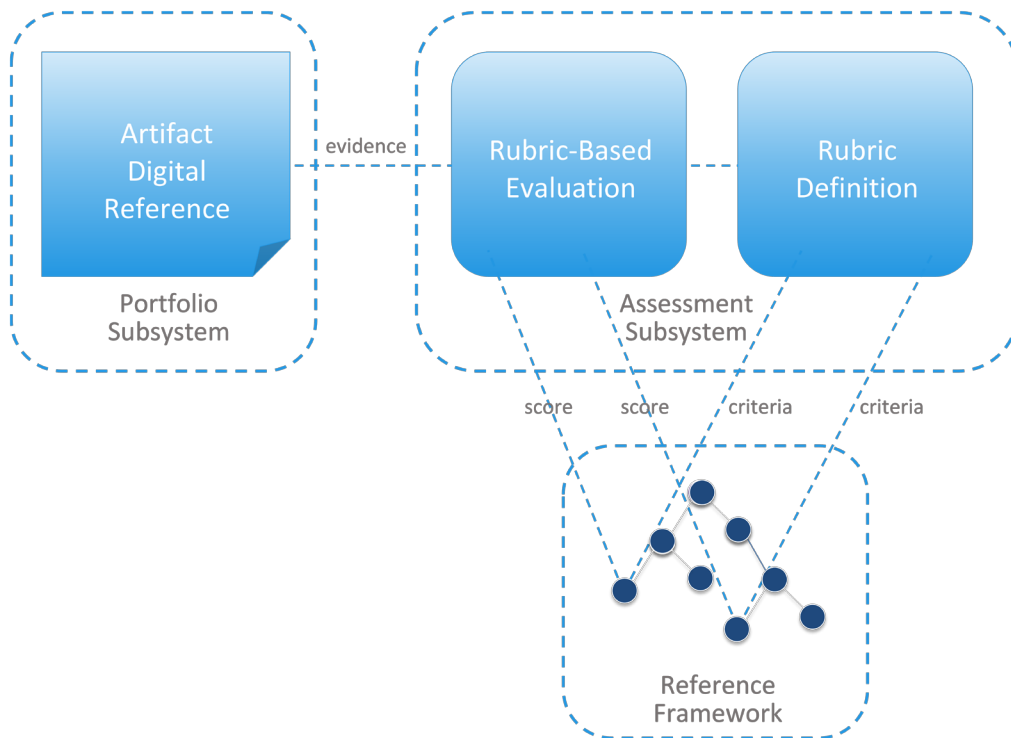 Artifact
Digital
Reference
evidence
Rubric-Based
Evaluation
Rubric
Definition
Portfolio
Subsystem
Assessment
Subsystem
score
score
criteria
criteria
Reference
Framework